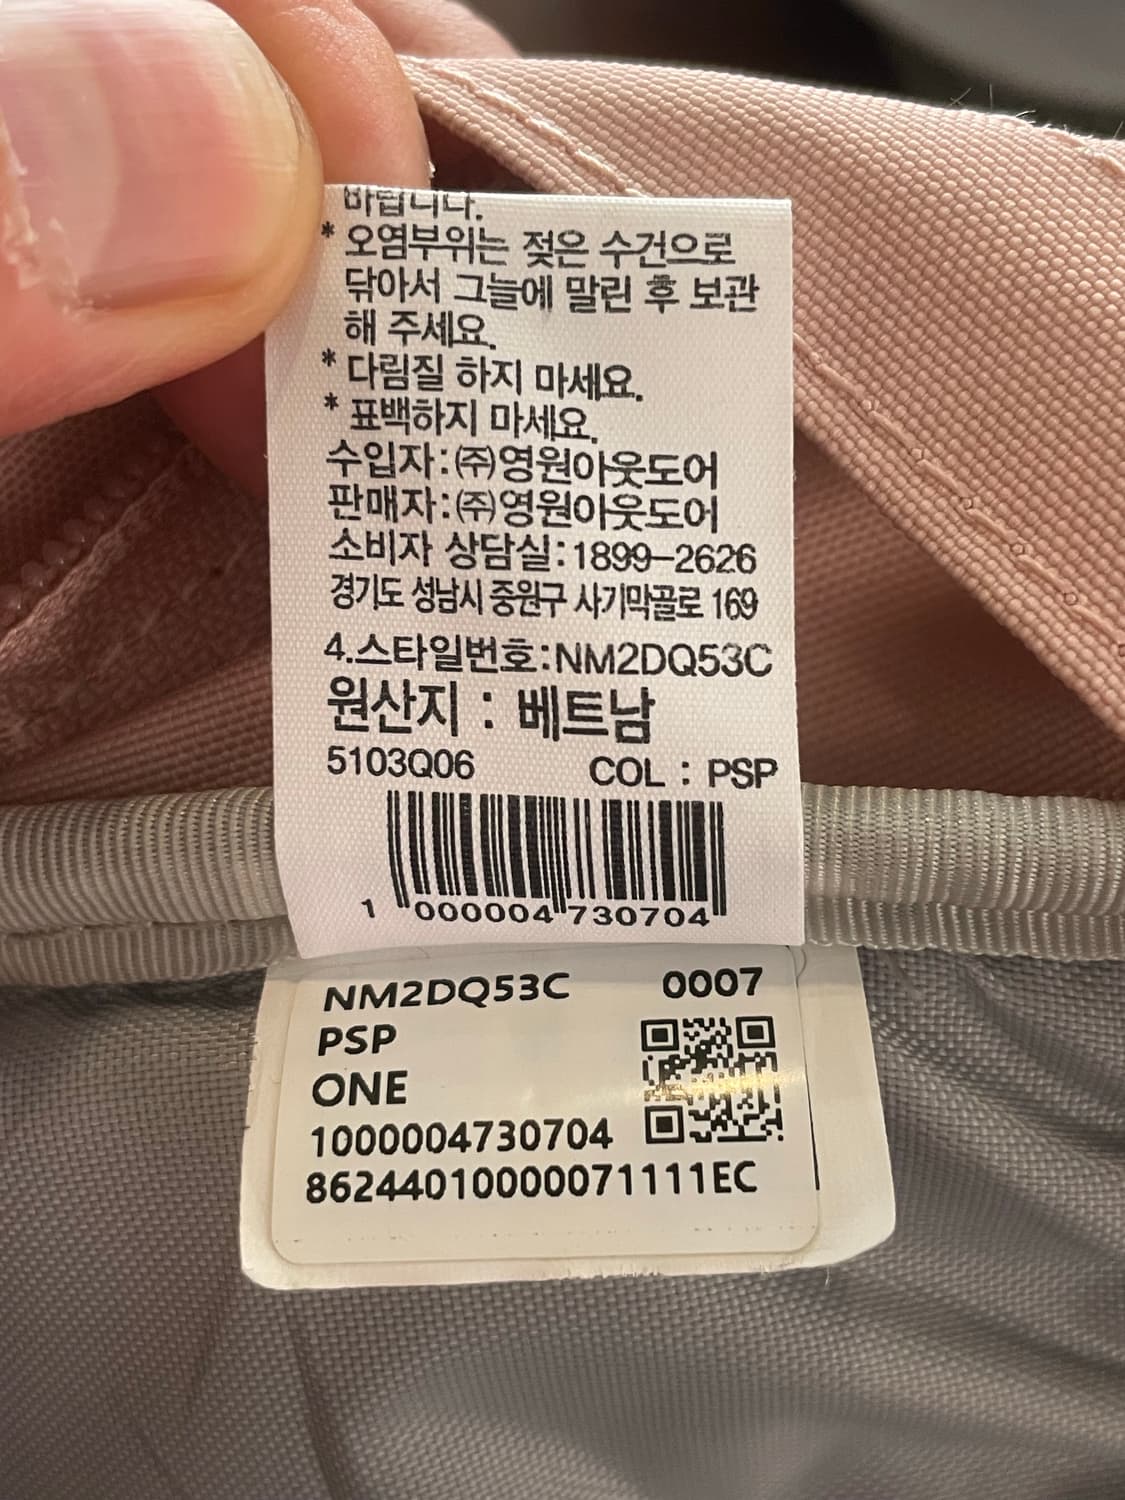 바랍니다.
* 오염부위는 젖은 수건으로
닦아서 그늘에 말린 후 보관
해 주세요.
* 다림질 하지 마세요.
* 표백하지 마세요.
수입자:㈜영원아웃도어
판매자:㈜영원아웃도어
소비자 상담실:1899-2626
경기도 성남시 중원구 사기막골로 169
4.스타일번호:NM2DQ53C
원산지 : 베트남
5103Q06 COL : PSP
1 000004 730704
NM2DQ53C 0007
PSP
ONE
1000004730704
86244010000071111EC